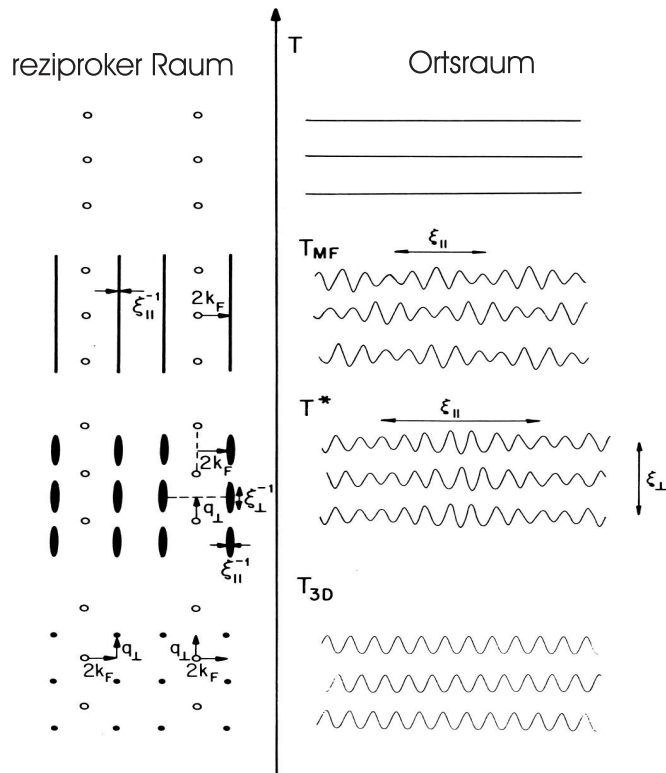 T
reziproker Raum
Ortsraum
T_MF
ξ_||
ξ_||^-1
2k_F
T*
ξ_||
2k_F
ξ_⊥^-1
q_⊥
ξ_⊥
ξ_||^-1
T_3D
q_⊥
q_⊥
2k_F
2k_F